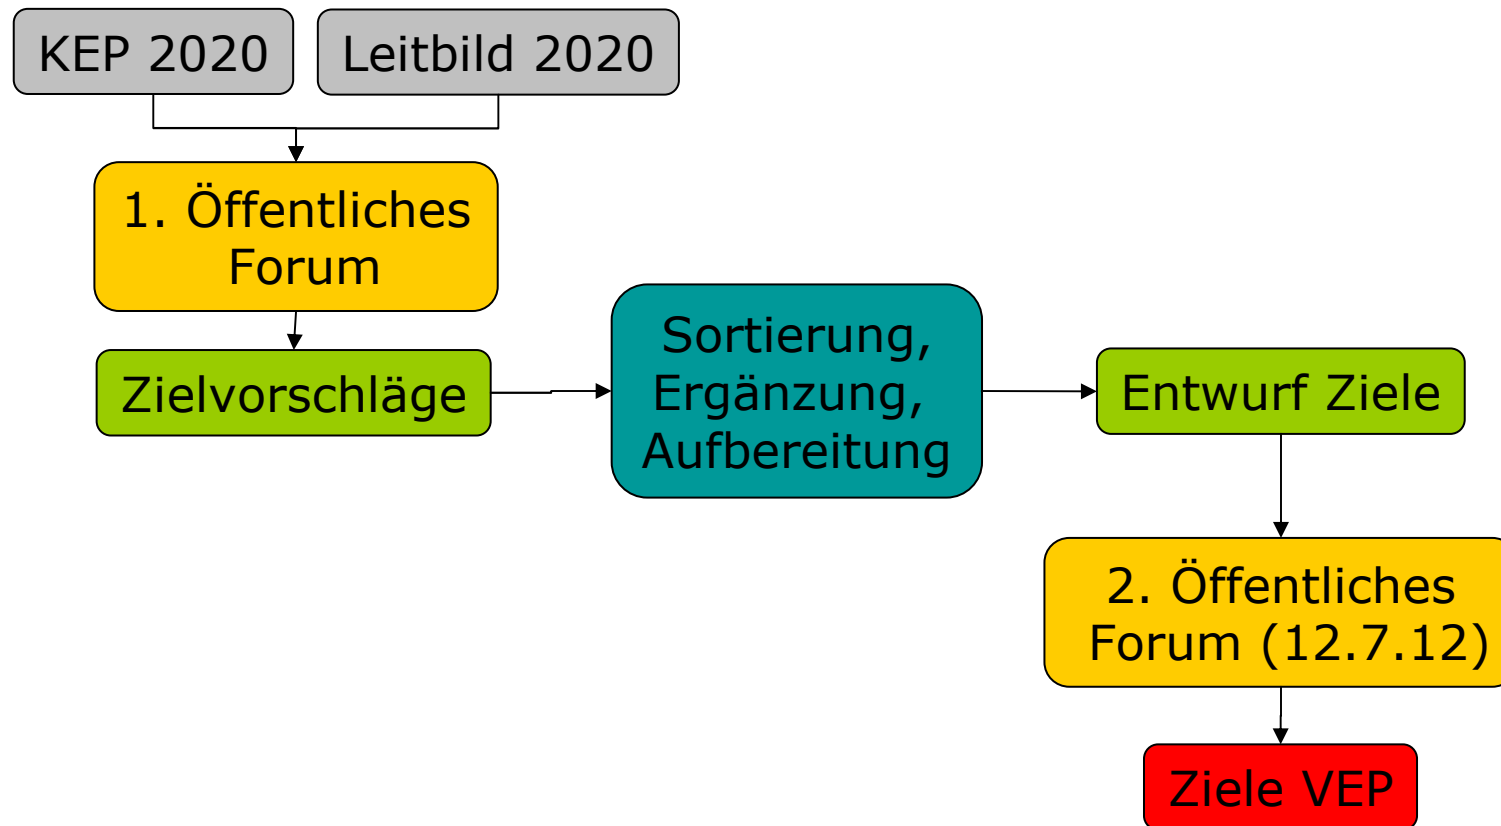 KEP 2020
Leitbild 2020
1. Öffentliches
Forum
Zielvorschläge
Sortierung,
Ergänzung,
Aufbereitung
Entwurf Ziele
2. Öffentliches
Forum (12.7.12)
Ziele VEP